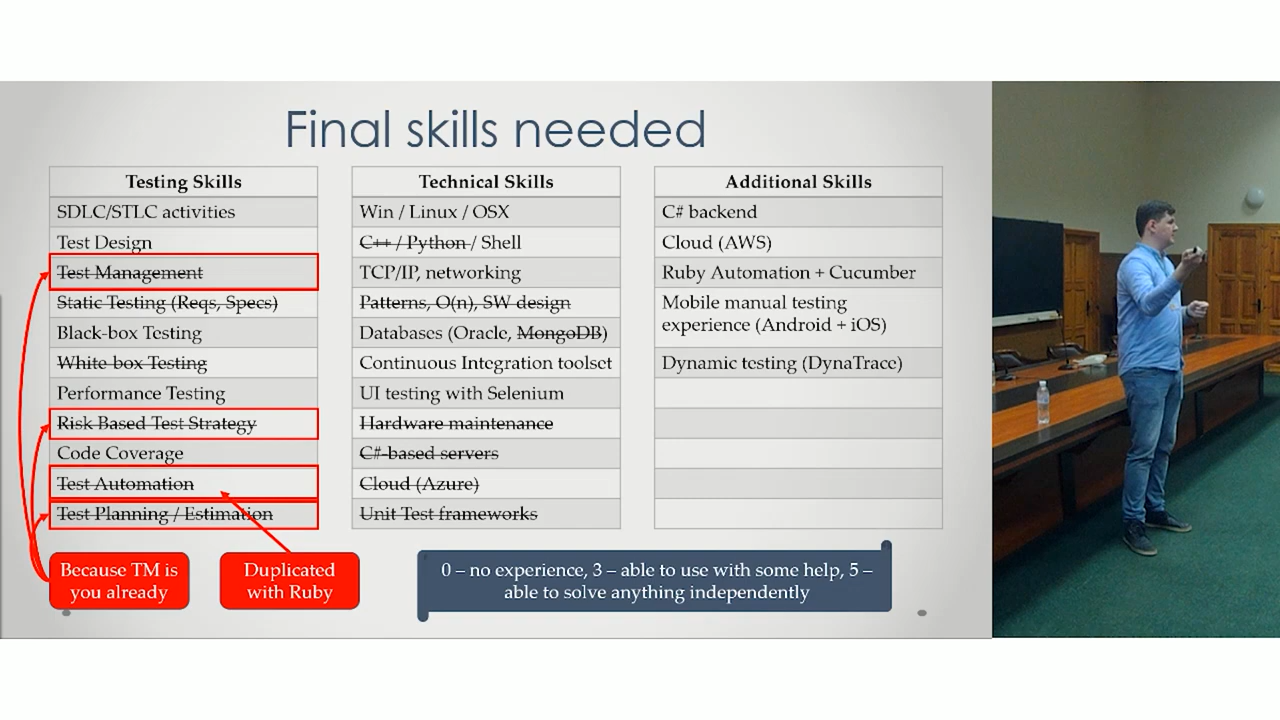 Final skills needed
Testing Skills
SDLC/STLC activities
Test Design
Test Management
Static Testing (Reqs, Specs)
Black-box Testing
White-box Testing
Performance Testing
Risk Based Test Strategy
Code Coverage
Test Automation
Test Planning / Estimation
Technical Skills
Win / Linux / OSX
C++ / Python / Shell
TCP/IP, networking
Patterns, O(n), SW design
Databases (Oracle, MongoDB)
Continuous Integration toolset
UI testing with Selenium
Hardware maintenance
C#-based servers
Cloud (Azure)
Unit Test frameworks
Additional Skills
C# backend
Cloud (AWS)
Ruby Automation + Cucumber
Mobile manual testing
experience (Android + iOS)
Dynamic testing (DynaTrace)
Because TM is
you already
Duplicated
with Ruby
0 – no experience, 3 – able to use with some help, 5 –
able to solve anything independently